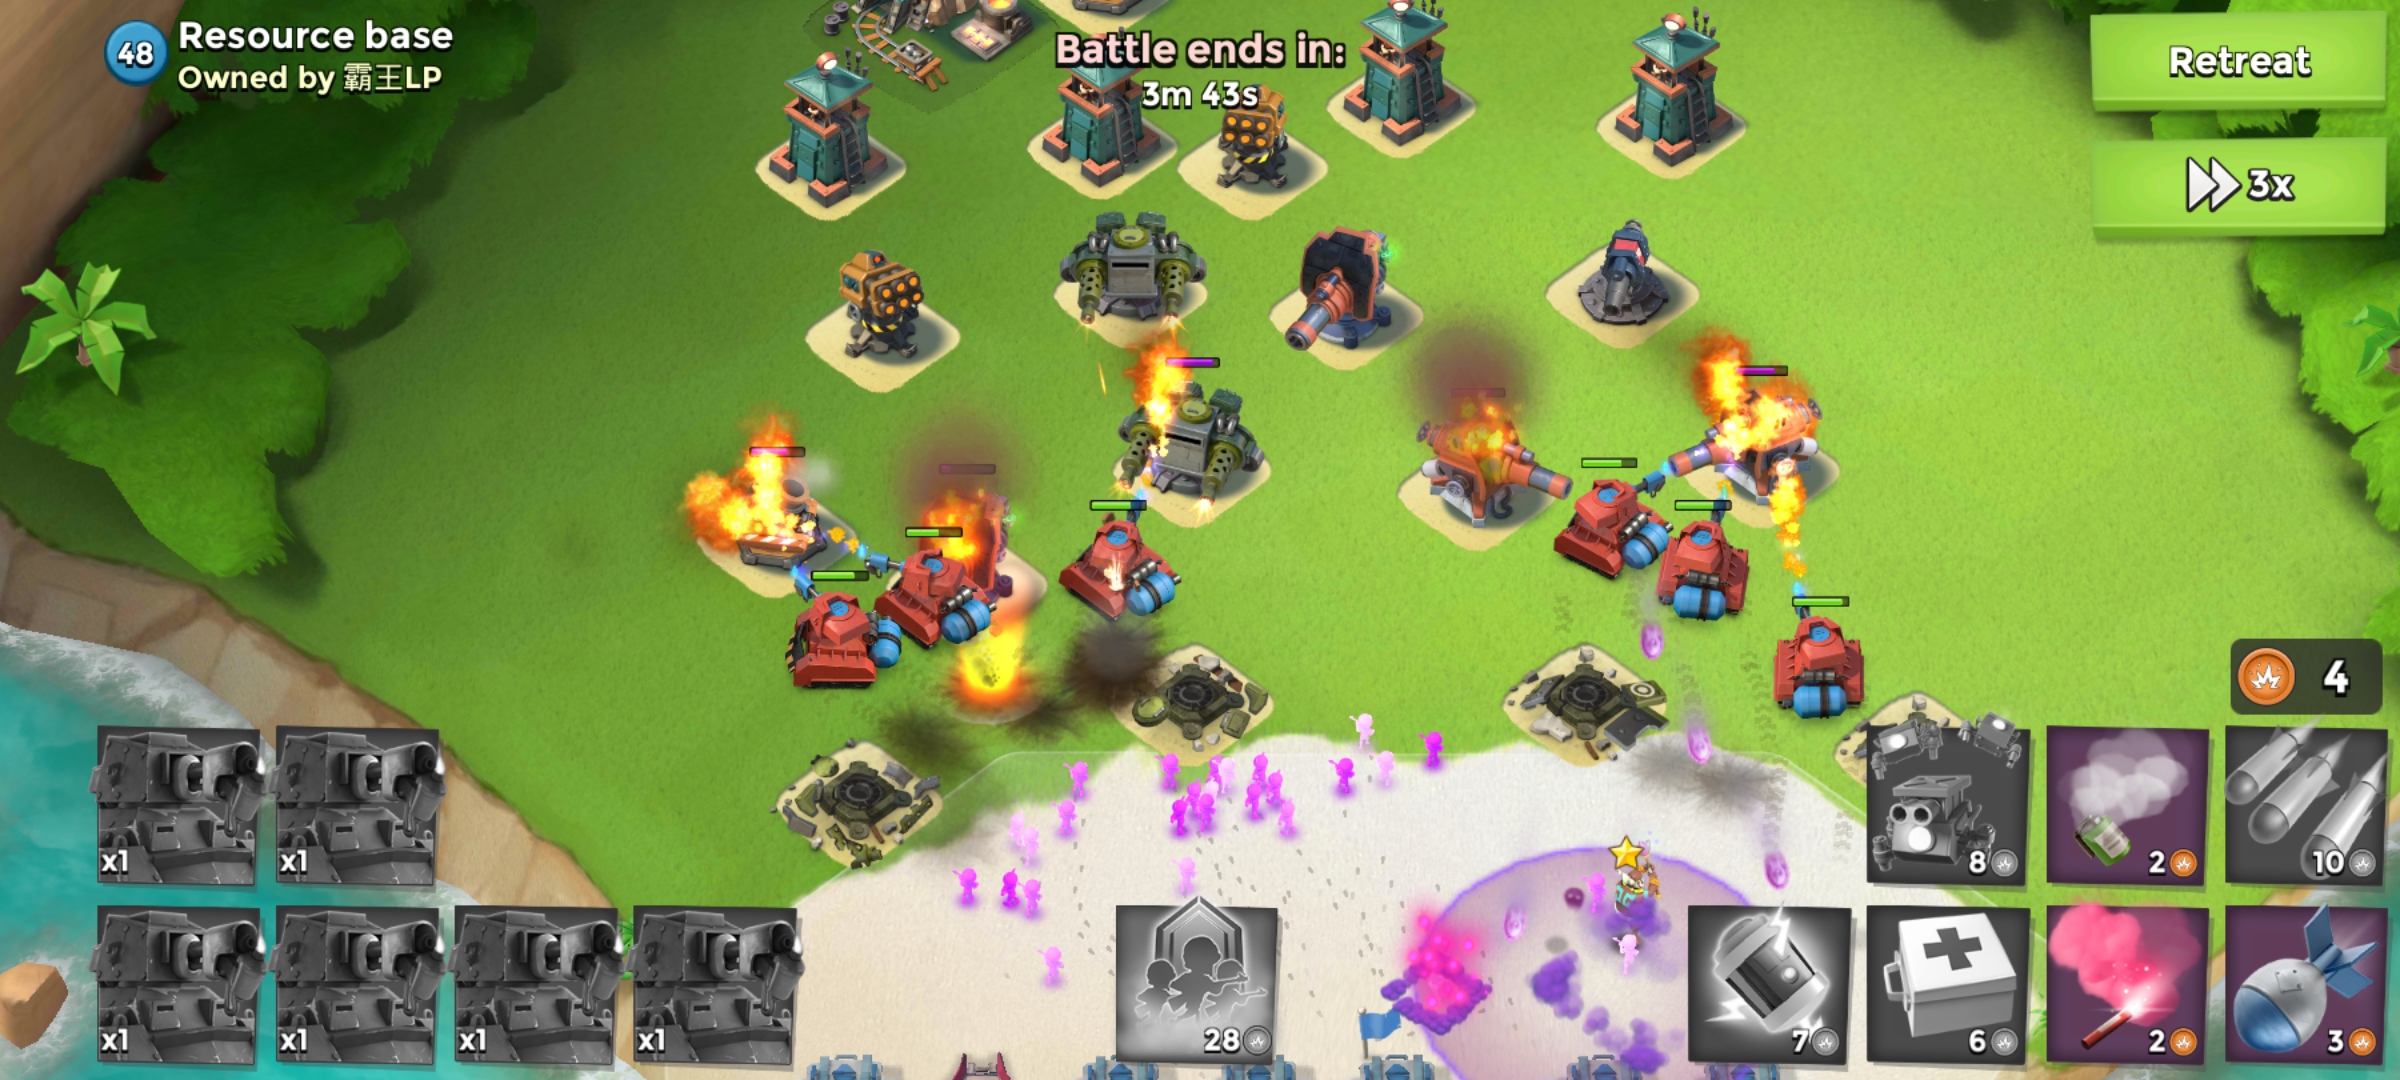 48
Resource base
Owned by 霸王LP
Battle ends in:
3m 43s
Retreat
3x
4
x1
x1
8
2
10
x1
x1
x1
x1
28
7
6
2
3